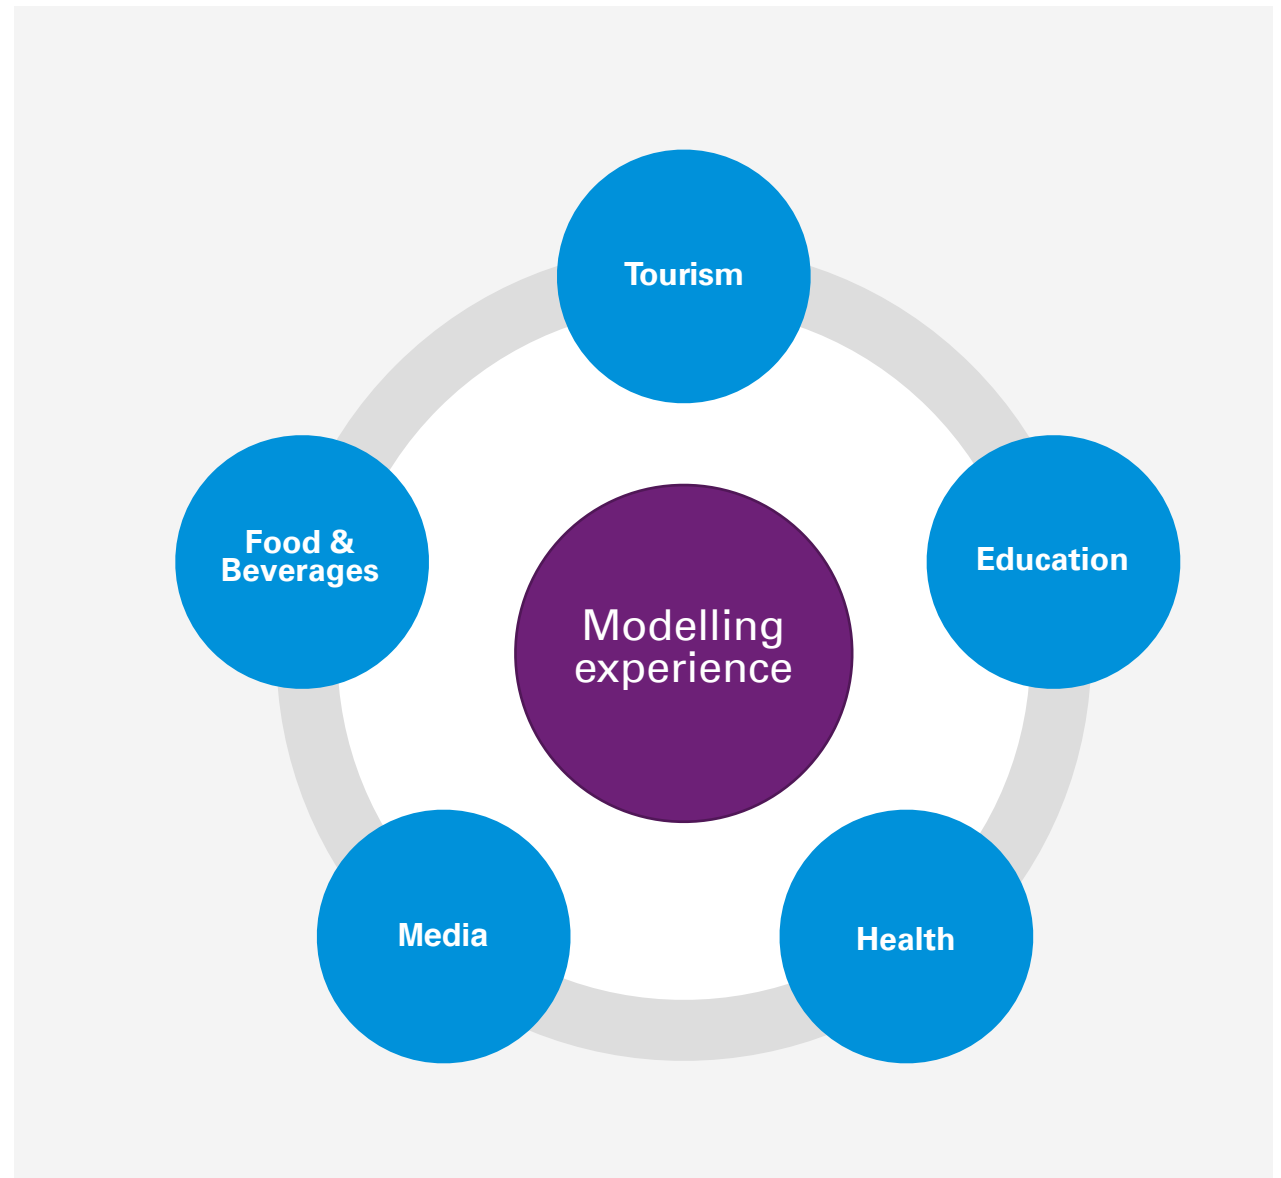 Tourism
Food &
Beverages
Education
Modelling
experience
Media
Health